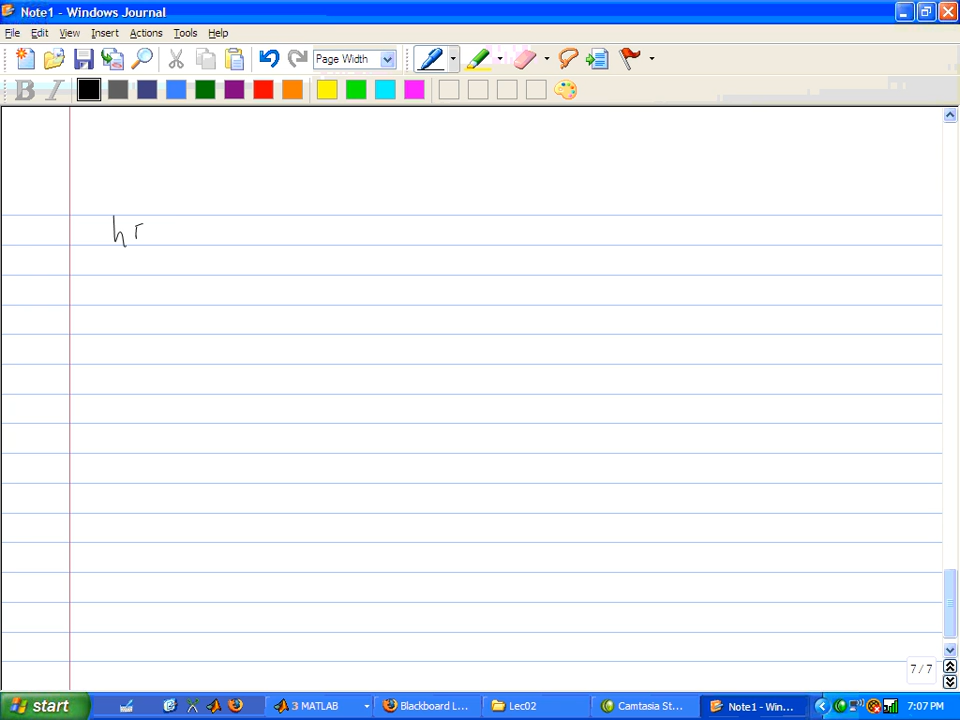 Note1 - Windows Journal
File Edit View Insert Actions Tools Help
Page Width
B I
hr
7 / 7
start 3 MATLAB Blackboard L... Lec02 Camtasia St... Note1 - Win... 7:07 PM